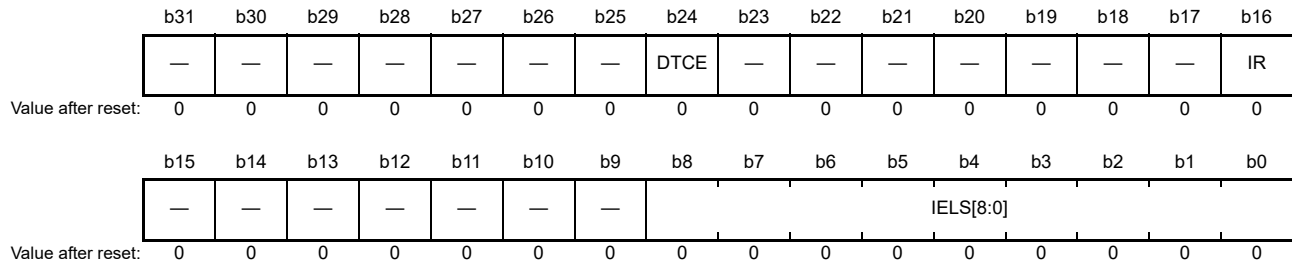 b31 b30 b29 b28 b27 b26 b25 b24 b23 b22 b21 b20 b19 b18 b17 b16
— — — — — — — DTCE — — — — — — — IR
Value after reset: 0 0 0 0 0 0 0 0 0 0 0 0 0 0 0 0
b15 b14 b13 b12 b11 b10 b9 b8 b7 b6 b5 b4 b3 b2 b1 b0
— — — — — — — IELS[8:0]
Value after reset: 0 0 0 0 0 0 0 0 0 0 0 0 0 0 0 0